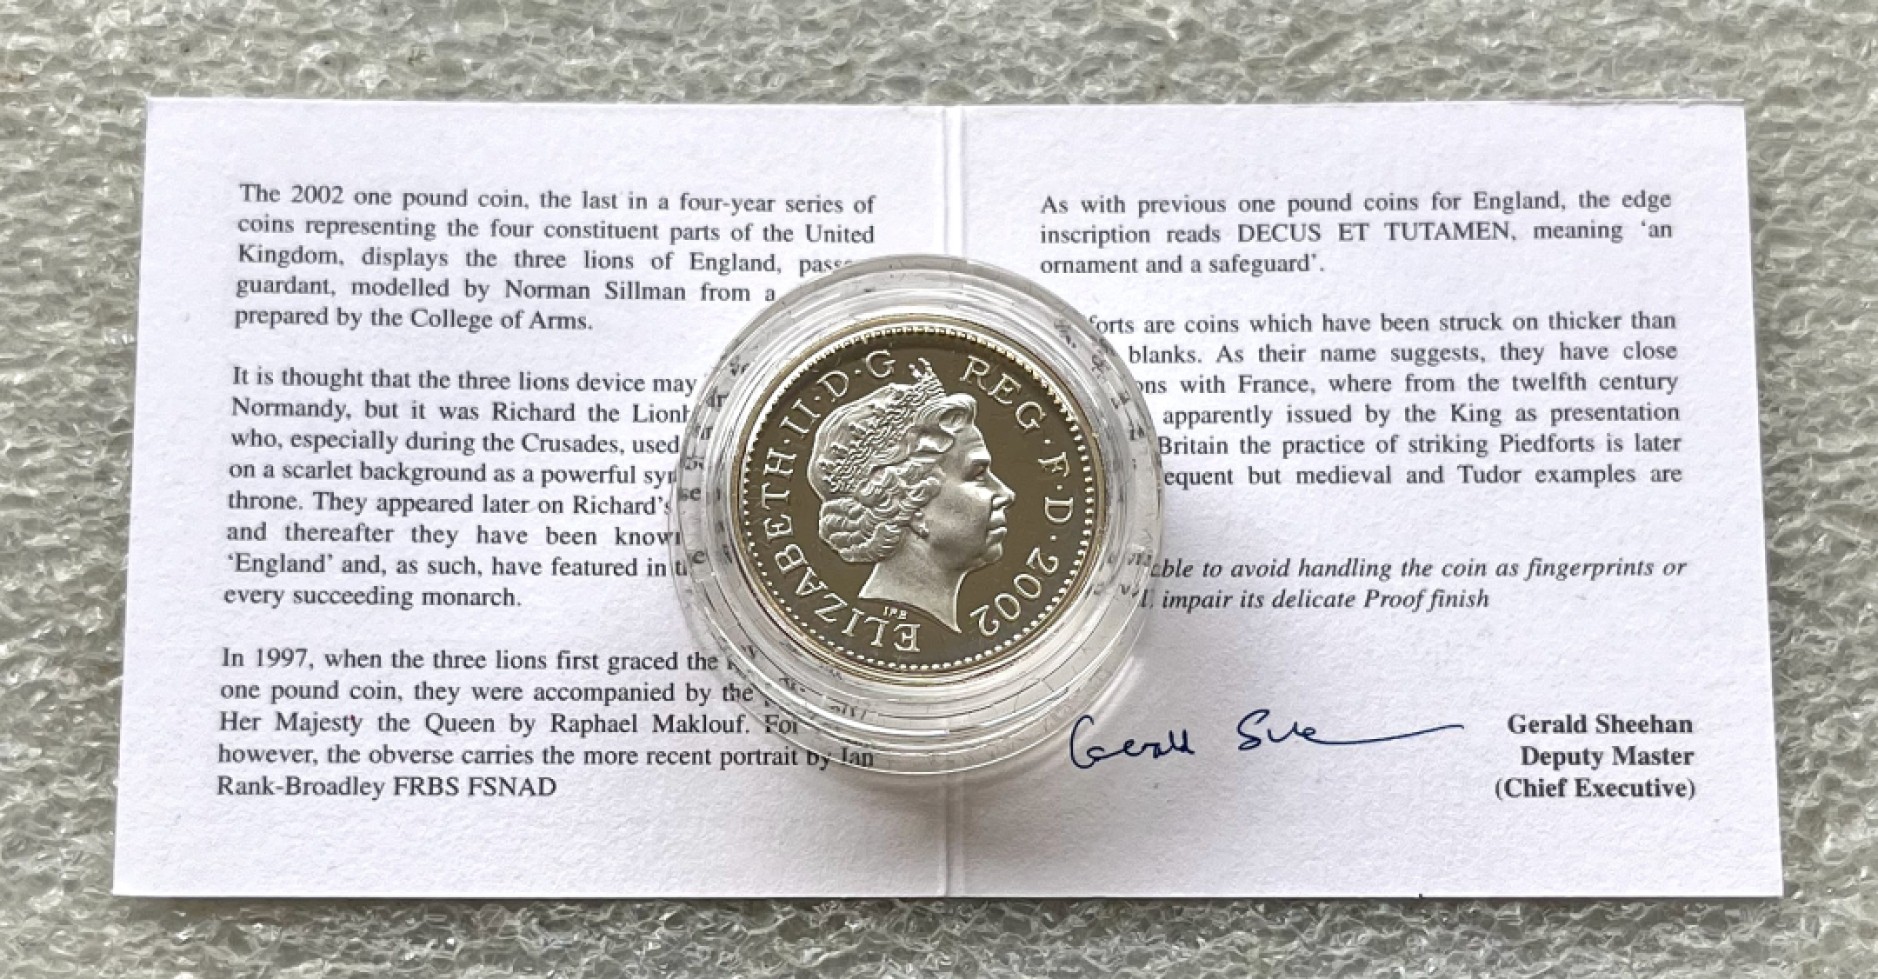 The 2002 one pound coin, the last in a four-year series of
coins representing the four constituent parts of the United
Kingdom, displays the three lions of England,
guardant, modelled by Norman Sillman from a
prepared by the College of Arms.
It is thought that the three lions device may
Normandy, but it was Richard the
who, especially during the Crusades, used
on a scarlet background as a powerful
throne. They appeared later on Richard's
and thereafter they have been
'England' and, as such, have featured in
every succeeding monarch.
In 1997, when the three lions first graced the
one pound coin, they were accompanied by the
Her Majesty the Queen by Raphael Maklouf. For
however, the obverse carries the more recent portrait by Ian
Rank-Broadley FRBS FSNAD
ELIZABETH·II·D·G REG·F·D·2002
IRB
As with previous one pound coins for England, the edge
inscription reads DECUS ET TUTAMEN, meaning 'an
ornament and a safeguard'.
are coins which have been struck on thicker than
blanks. As their name suggests, they have close
with France, where from the twelfth century
apparently issued by the King as presentation
Britain the practice of striking Piedforts is later
but medieval and Tudor examples are
to avoid handling the coin as fingerprints or
impair its delicate Proof finish
Gerald Sheehan
Deputy Master
(Chief Executive)